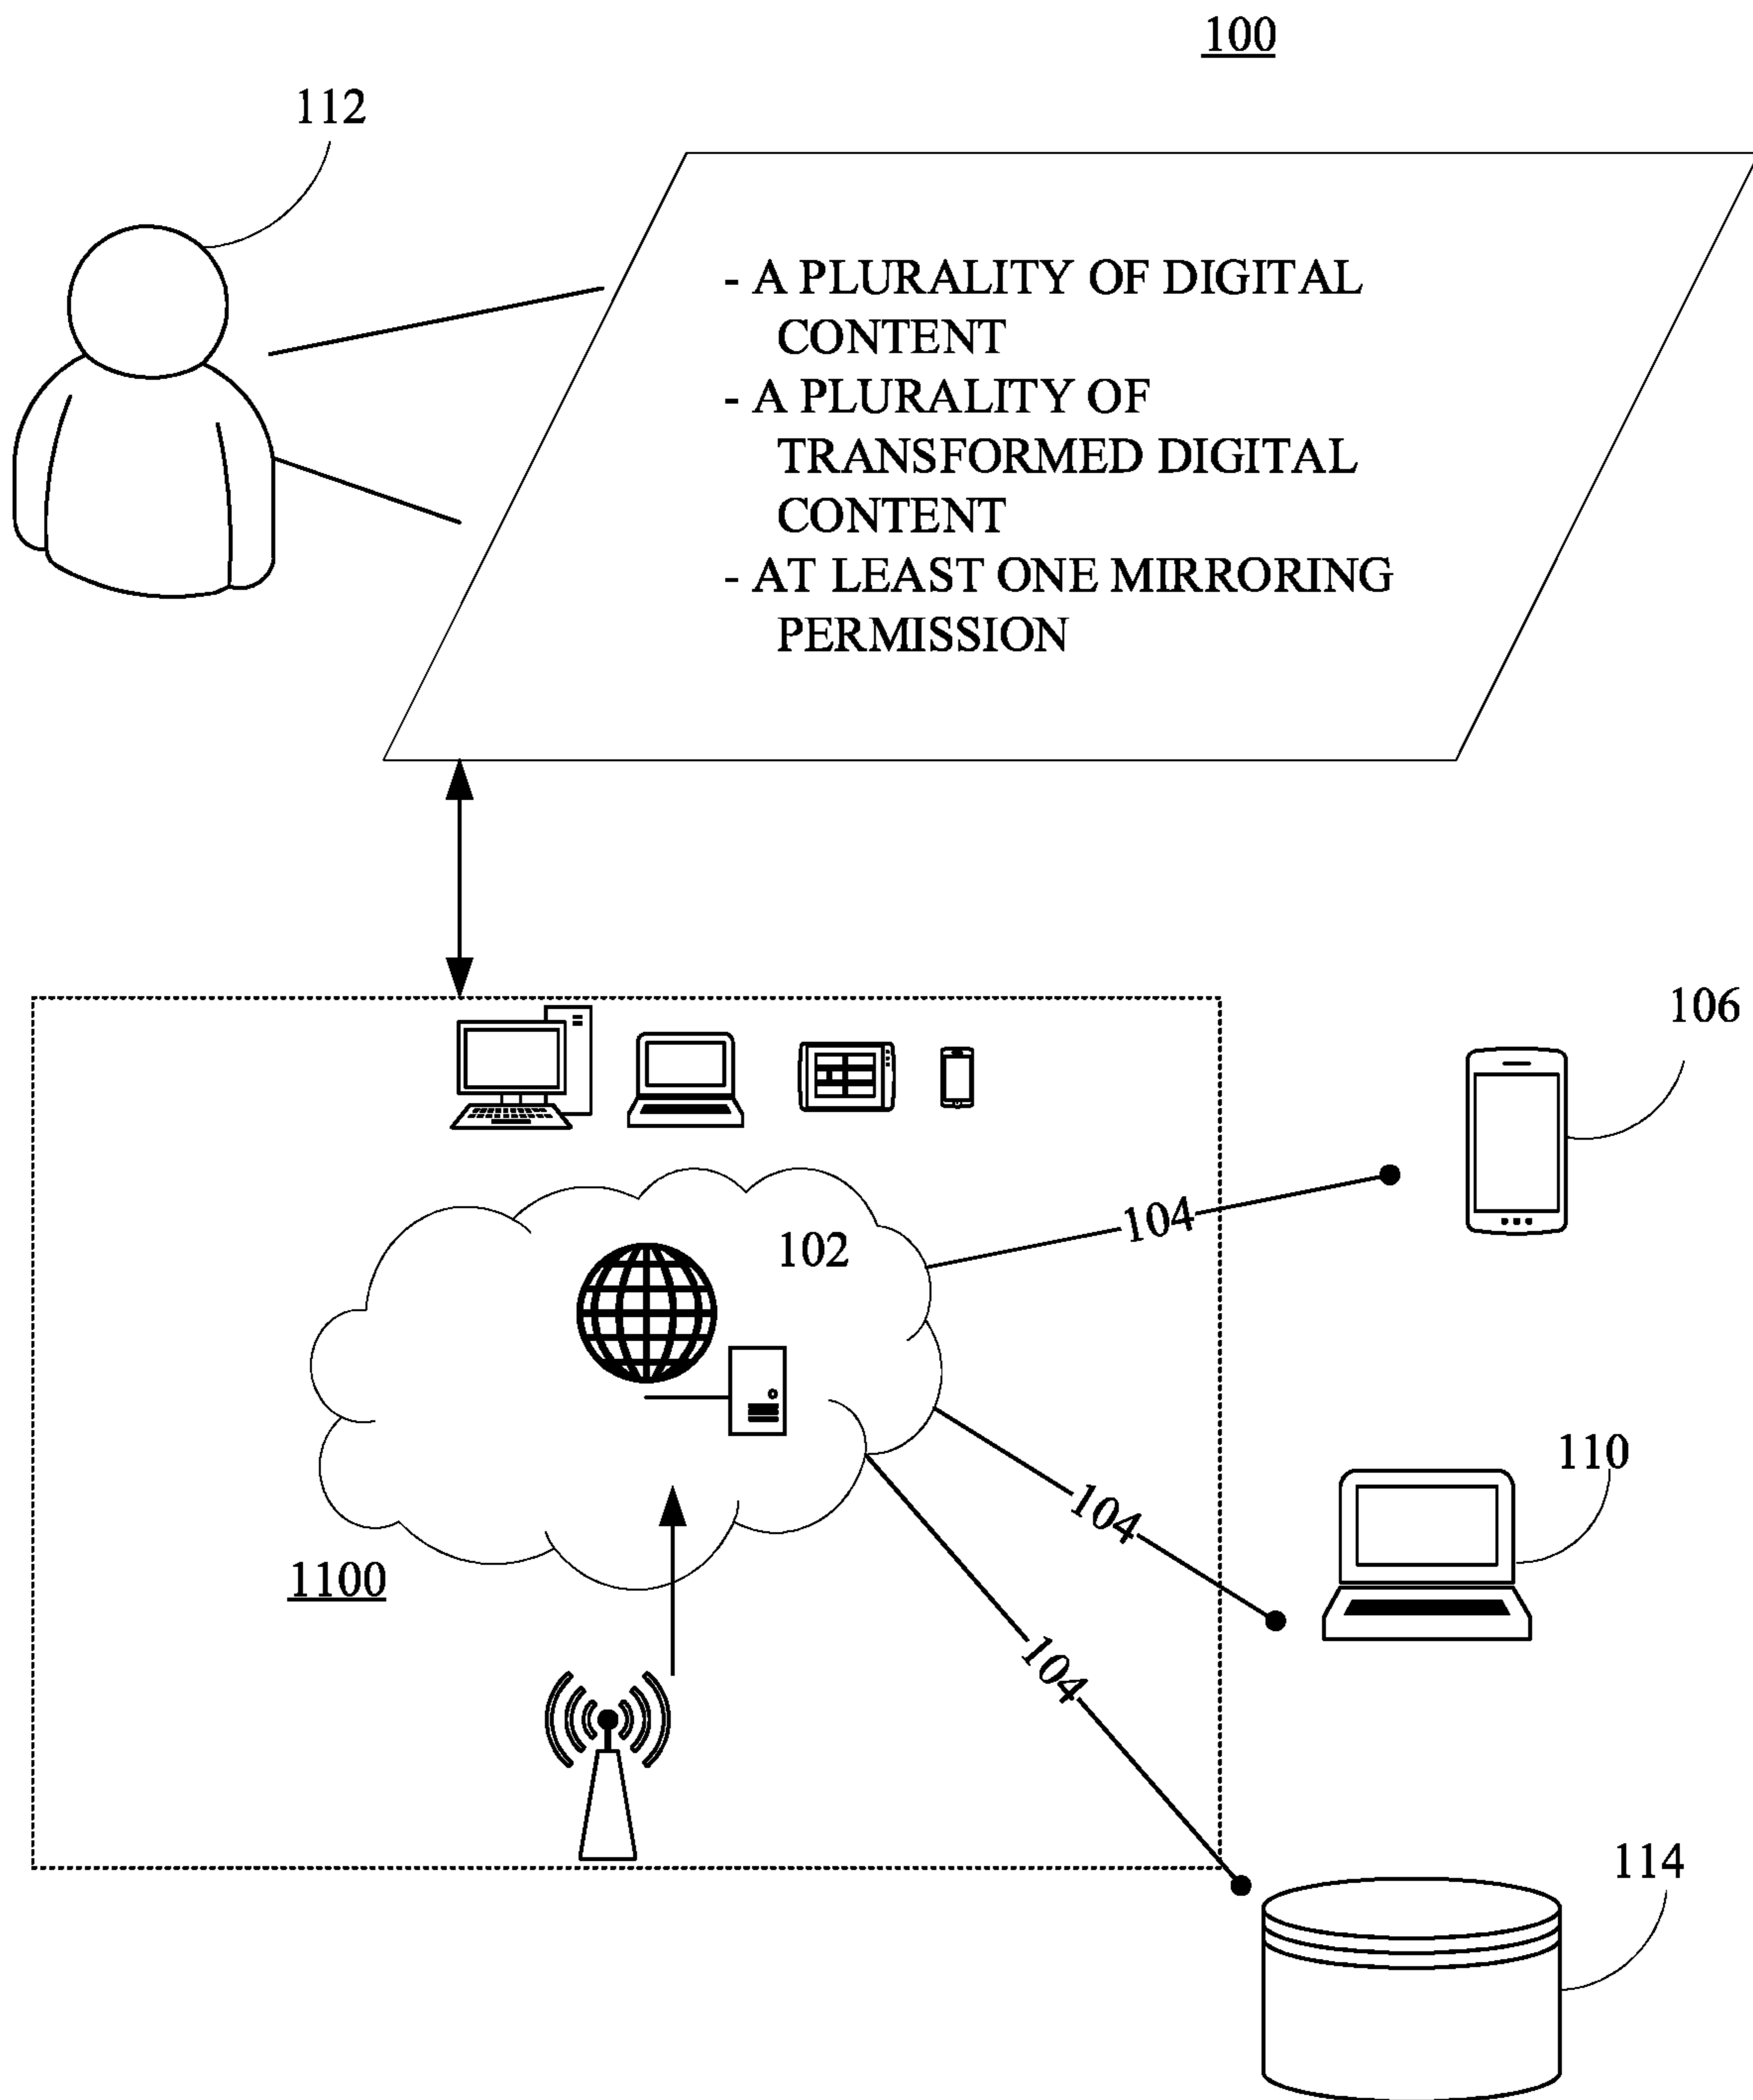 100
112
- A PLURALITY OF DIGITAL
CONTENT
- A PLURALITY OF
TRANSFORMED DIGITAL
CONTENT
- AT LEAST ONE MIRRORING
PERMISSION
106
104
102
110
104
1100
104
114